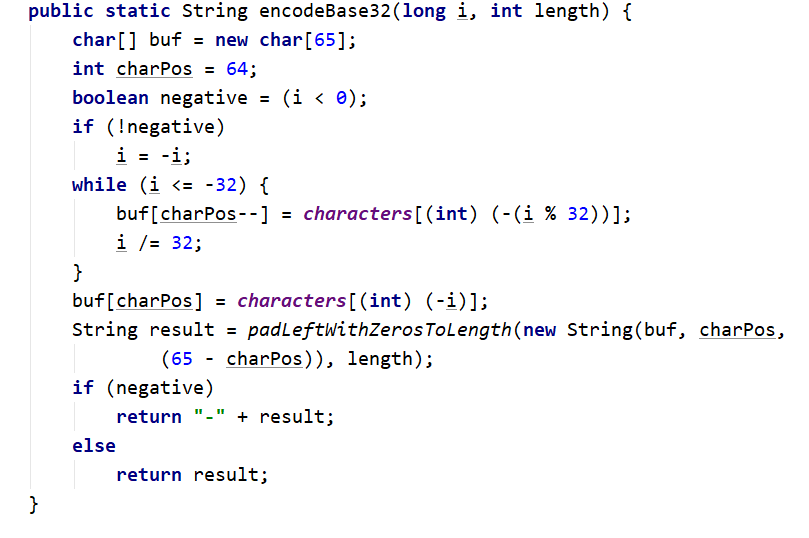 public static String encodeBase32(long i, int length) {
    char[] buf = new char[65];
    int charPos = 64;
    boolean negative = (i < 0);
    if (!negative)
        i = -i;
    while (i <= -32) {
        buf[charPos--] = characters[(int) (-(i % 32))];
        i /= 32;
    }
    buf[charPos] = characters[(int) (-i)];
    String result = padLeftWithZerosToLength(new String(buf, charPos,
            (65 - charPos)), length);
    if (negative)
        return "-" + result;
    else
        return result;
}